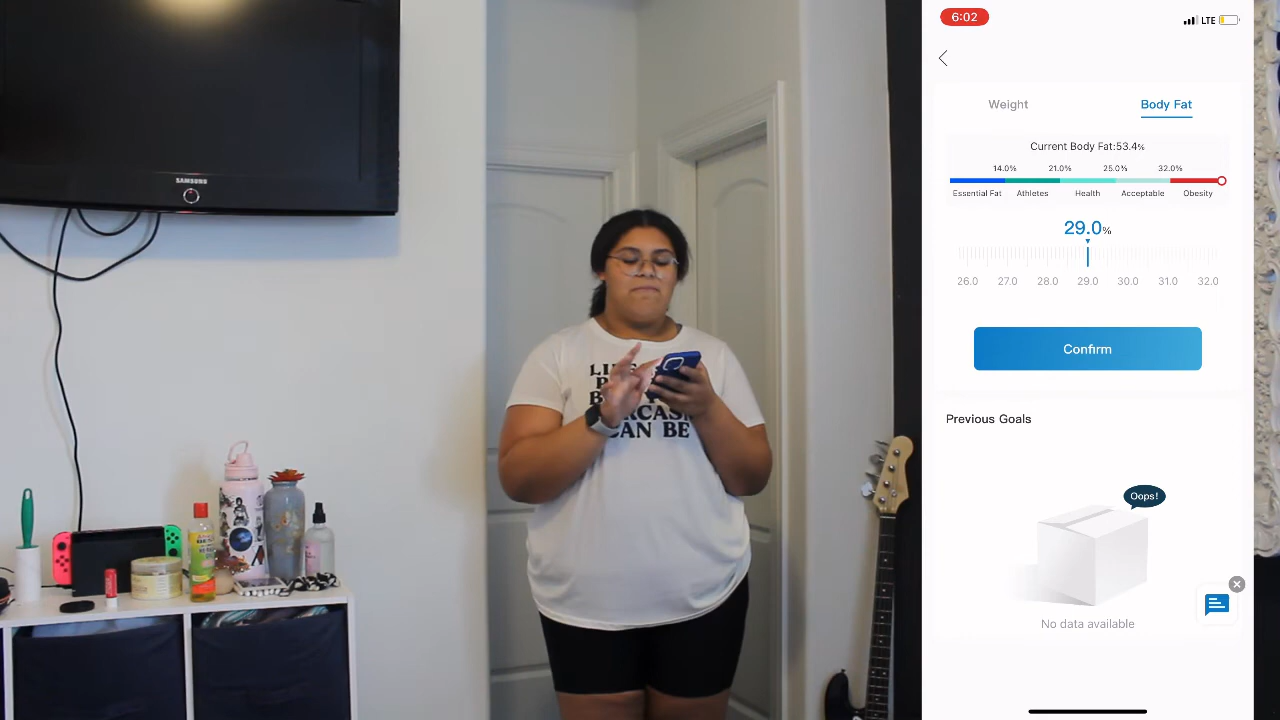 SAMSUNG
CAN BE
6:02
LTE
Weight
Body Fat
Current Body Fat:53.4%
14.0%
21.0%
25.0%
32.0%
Essential Fat
Athletes
Health
Acceptable
Obesity
29.0%
26.0
27.0
28.0
29.0
30.0
31.0
32.0
Confirm
Previous Goals
Oops!
No data available